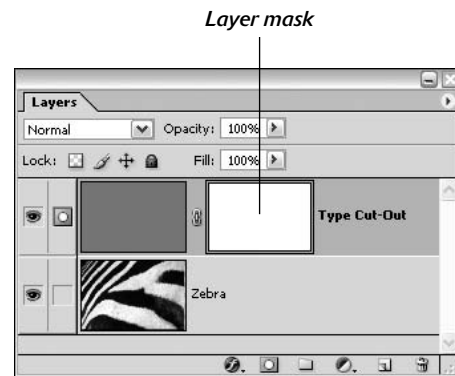 Layer mask
Layers
Normal Opacity: 100%
Lock: Fill: 100%
Type Cut-Out
Zebra